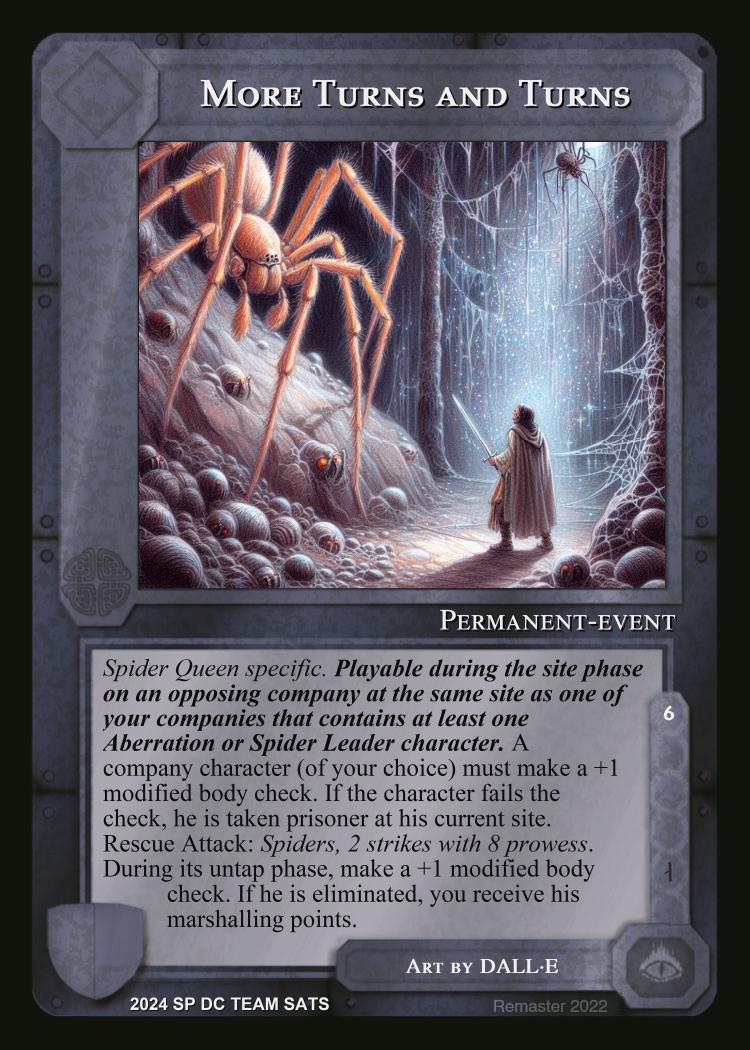 More Turns and Turns
Permanent-event
Spider Queen specific. Playable during the site phase
on an opposing company at the same site as one of
your companies that contains at least one
Aberration or Spider Leader character. A
company character (of your choice) must make a +1
modified body check. If the character fails the
check, he is taken prisoner at his current site.
Rescue Attack: Spiders, 2 strikes with 8 prowess.
During its untap phase, make a +1 modified body
check. If he is eliminated, you receive his
marshalling points.
6
Art by DALL·E
2024 SP DC TEAM SATS
Remaster 2022